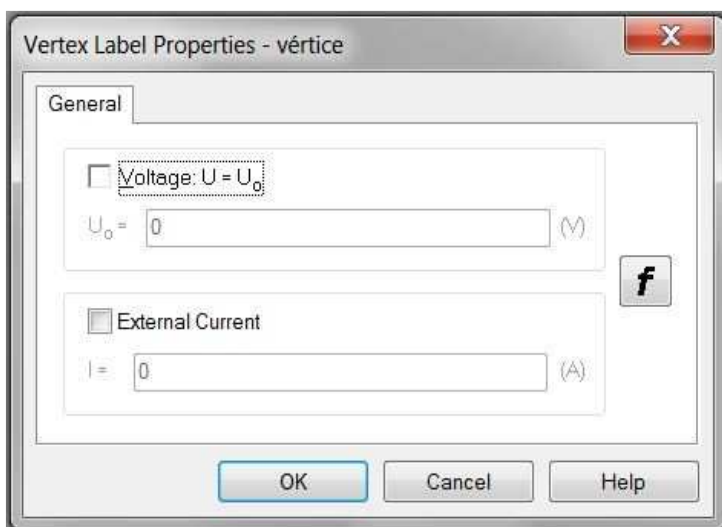 Vertex Label Properties - vértice
X
General
Voltage: U = U₀
U₀ = 0 (V)
f
External Current
I = 0 (A)
OK Cancel Help